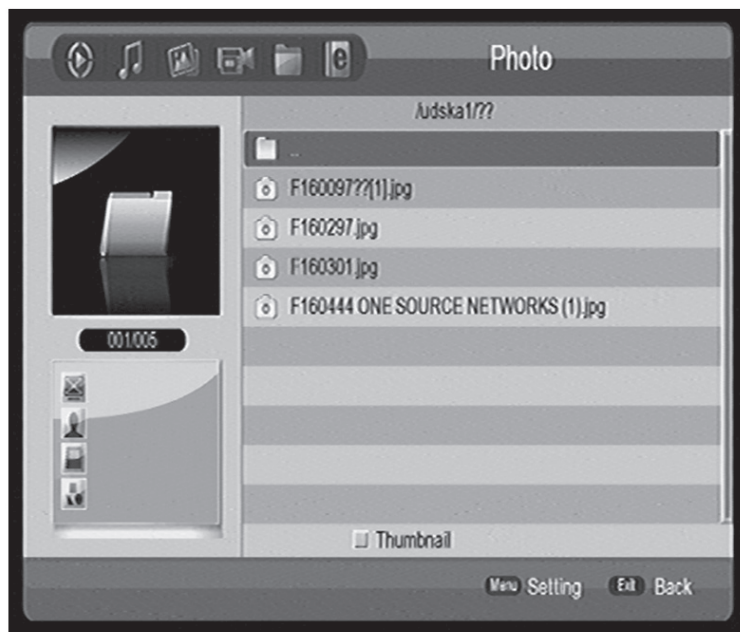 e
Photo
/udska1/??
..
F160097??[1].jpg
F160297.jpg
F160301.jpg
F160444 ONE SOURCE NETWORKS (1).jpg
001/005
Thumbnail
Menu Setting Exit Back